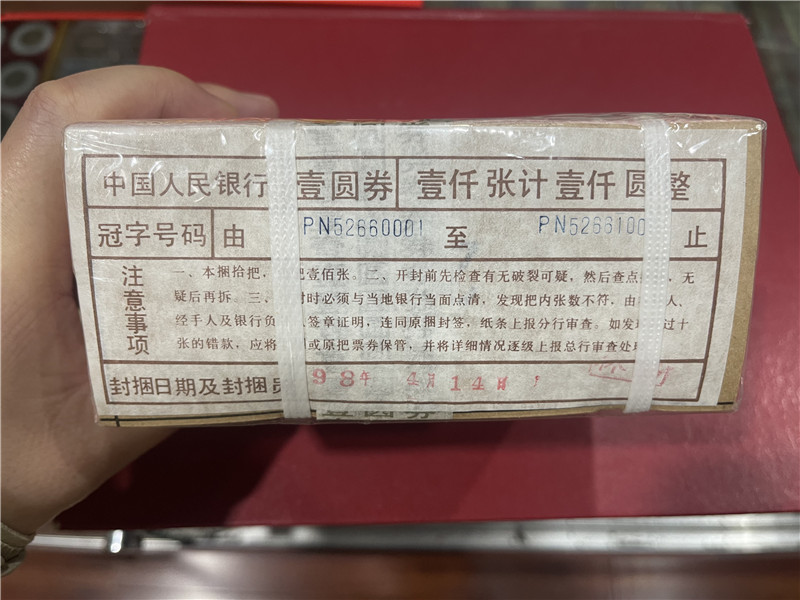 中国人民银行 壹圆券 壹仟张计壹仟圆整
冠字号码 由 PN52660001 至 PN5266100 止
注意事项
一、本捆拾把, 把壹佰张。二、开封前先检查有无破裂可疑,然后查点 无
疑后再拆 三、 时必须与当地银行当面点清,发现把内张数不符,由 人、
经手人及银行负 签章证明,连同原捆封签,纸条上报分行审查。如发现 过十
张的错款,应将 或原把票券保管,并将详细情况逐级上报总行审查处
封捆日期及封捆员 98年 4月14日